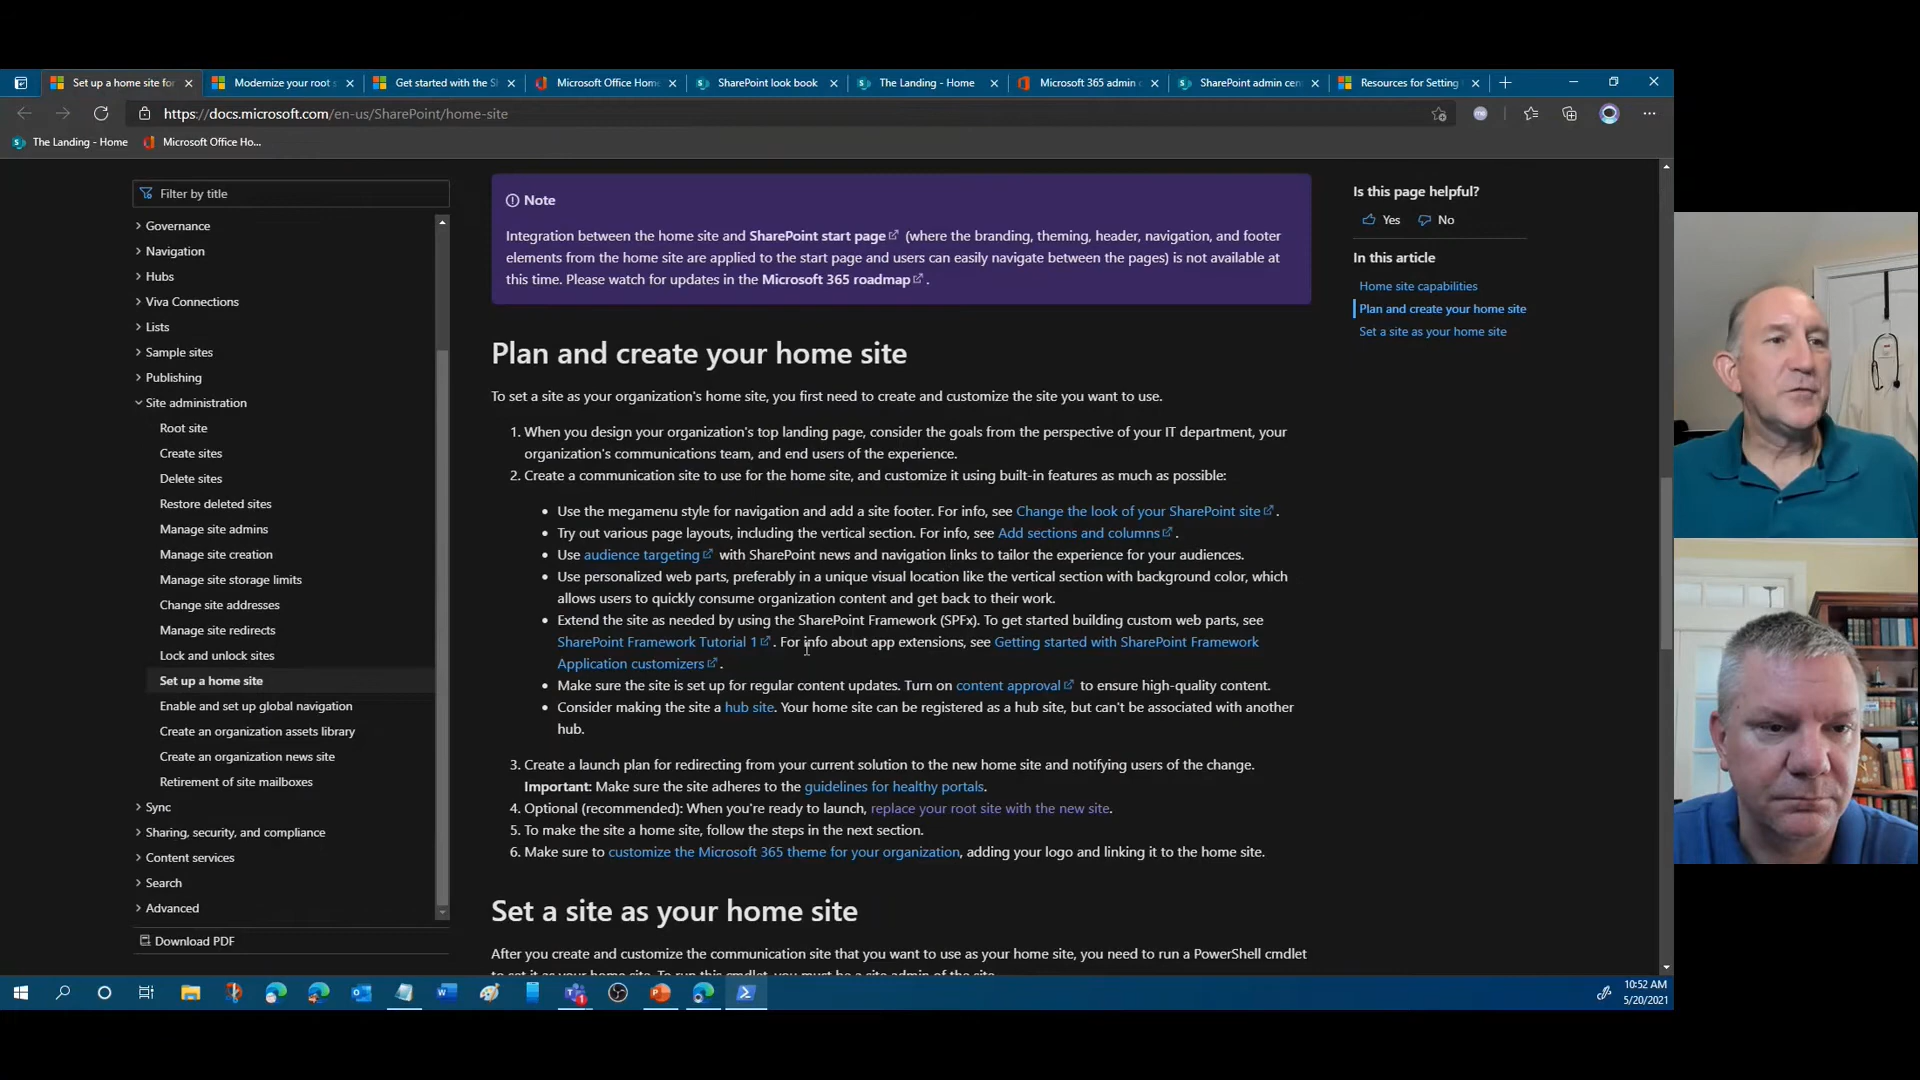 Set up a home site for
Modernize your root s
Get started with the Sh
Microsoft Office Home
SharePoint look book
The Landing - Home
Microsoft 365 admin c
SharePoint admin cen
Resources for Setting
https://docs.microsoft.com/en-us/SharePoint/home-site
The Landing - Home
Microsoft Office Ho...
Filter by title
Governance
Navigation
Hubs
Viva Connections
Lists
Sample sites
Publishing
Site administration
Root site
Create sites
Delete sites
Restore deleted sites
Manage site admins
Manage site creation
Manage site storage limits
Change site addresses
Manage site redirects
Lock and unlock sites
Set up a home site
Enable and set up global navigation
Create an organization assets library
Create an organization news site
Retirement of site mailboxes
Sync
Sharing, security, and compliance
Content services
Search
Advanced
Download PDF
Note
Integration between the home site and SharePoint start page (where the branding, theming, header, navigation, and footer
elements from the home site are applied to the start page and users can easily navigate between the pages) is not available at
this time. Please watch for updates in the Microsoft 365 roadmap .
Plan and create your home site
To set a site as your organization's home site, you first need to create and customize the site you want to use.
1. When you design your organization's top landing page, consider the goals from the perspective of your IT department, your
organization's communications team, and end users of the experience.
2. Create a communication site to use for the home site, and customize it using built-in features as much as possible:
• Use the megamenu style for navigation and add a site footer. For info, see Change the look of your SharePoint site .
• Try out various page layouts, including the vertical section. For info, see Add sections and columns .
• Use audience targeting with SharePoint news and navigation links to tailor the experience for your audiences.
• Use personalized web parts, preferably in a unique visual location like the vertical section with background color, which
allows users to quickly consume organization content and get back to their work.
• Extend the site as needed by using the SharePoint Framework (SPFx). To get started building custom web parts, see
SharePoint Framework Tutorial 1 . For info about app extensions, see Getting started with SharePoint Framework
Application customizers .
• Make sure the site is set up for regular content updates. Turn on content approval to ensure high-quality content.
• Consider making the site a hub site. Your home site can be registered as a hub site, but can't be associated with another
hub.
3. Create a launch plan for redirecting from your current solution to the new home site and notifying users of the change.
Important: Make sure the site adheres to the guidelines for healthy portals.
4. Optional (recommended): When you're ready to launch, replace your root site with the new site.
5. To make the site a home site, follow the steps in the next section.
6. Make sure to customize the Microsoft 365 theme for your organization, adding your logo and linking it to the home site.
Set a site as your home site
After you create and customize the communication site that you want to use as your home site, you need to run a PowerShell cmdlet
to set it as your home site. To run this cmdlet, you must be a site admin of the site.
Is this page helpful?
Yes No
In this article
Home site capabilities
Plan and create your home site
Set a site as your home site
10:52 AM
5/20/2021